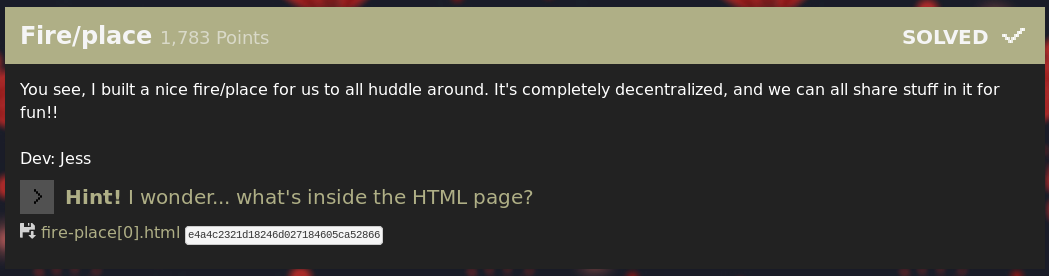 Fire/place 1,783 Points SOLVED
You see, I built a nice fire/place for us to all huddle around. It's completely decentralized, and we can all share stuff in it for
fun!!
Dev: Jess
Hint! I wonder... what's inside the HTML page?
fire-place[0].html e4a4c2321d18246d027184605ca52866